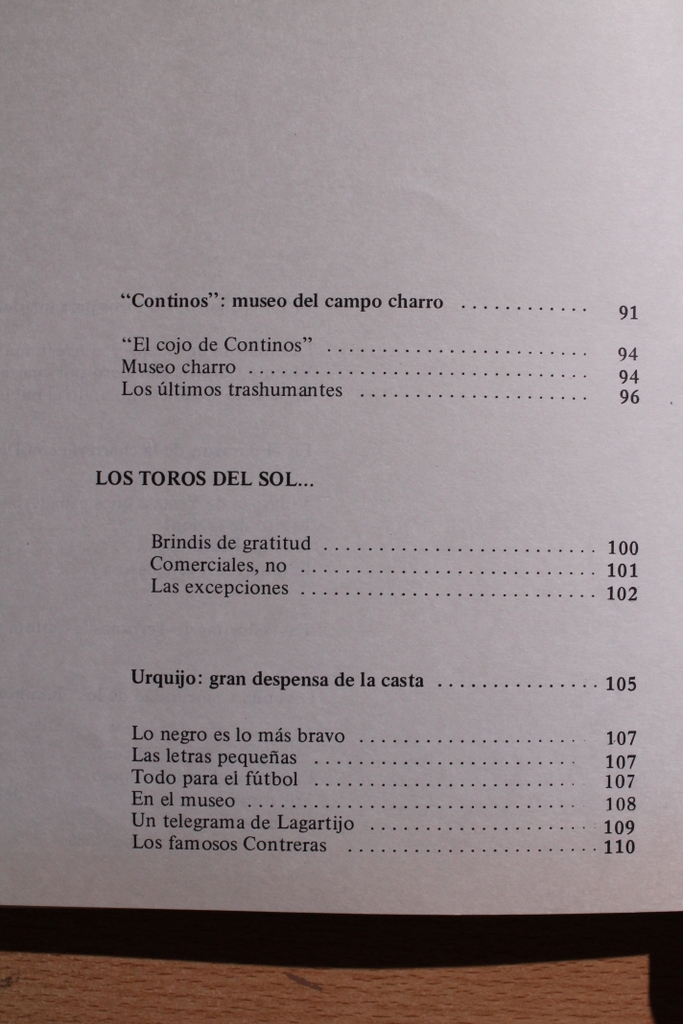 “Continos”: museo del campo charro ............ 91
“El cojo de Continos” ........................ 94
Museo charro ............................... 94
Los últimos trashumantes ..................... 96
LOS TOROS DEL SOL...
Brindis de gratitud ......................... 100
Comerciales, no ........................... 101
Las excepciones ........................... 102
Urquijo: gran despensa de la casta ............... 105
Lo negro es lo más bravo .................... 107
Las letras pequeñas ........................ 107
Todo para el fútbol ........................ 107
En el museo .............................. 108
Un telegrama de Lagartijo .................... 109
Los famosos Contreras ....................... 110